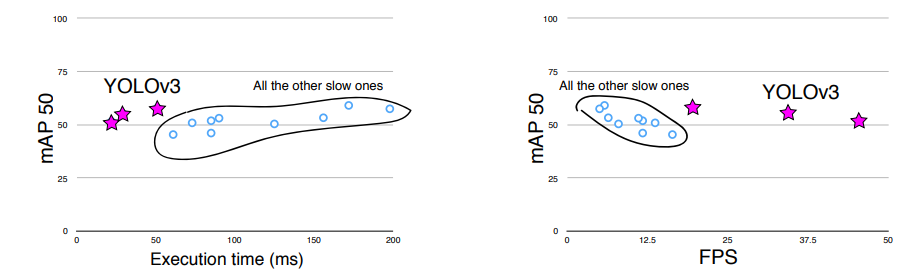 100
75
50
25
0
mAP 50
YOLOv3
All the other slow ones
0
50
100
150
200
Execution time (ms)
100
75
50
25
0
mAP 50
All the other slow ones
YOLOv3
0
12.5
25
37.5
50
FPS